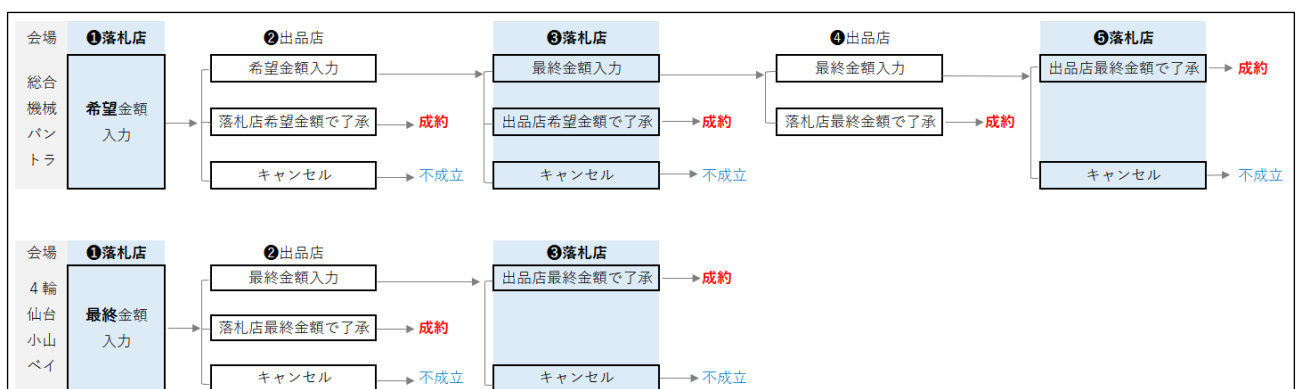 会場 ❶落札店 ❷出品店 ❸落札店 ❹出品店 ❺落札店
希望金額入力 最終金額入力 最終金額入力 出品店最終金額で了承 成約
総合
機械
バン
トラ
希望金額
入力
落札店希望金額で了承 成約 出品店希望金額で了承 成約 落札店最終金額で了承 成約
キャンセル 不成立 キャンセル 不成立 キャンセル 不成立
会場 ❶落札店 ❷出品店 ❸落札店
最終金額入力 出品店最終金額で了承 成約
4輪
仙台
小山
ベイ
最終金額
入力
落札店最終金額で了承 成約
キャンセル 不成立 キャンセル 不成立